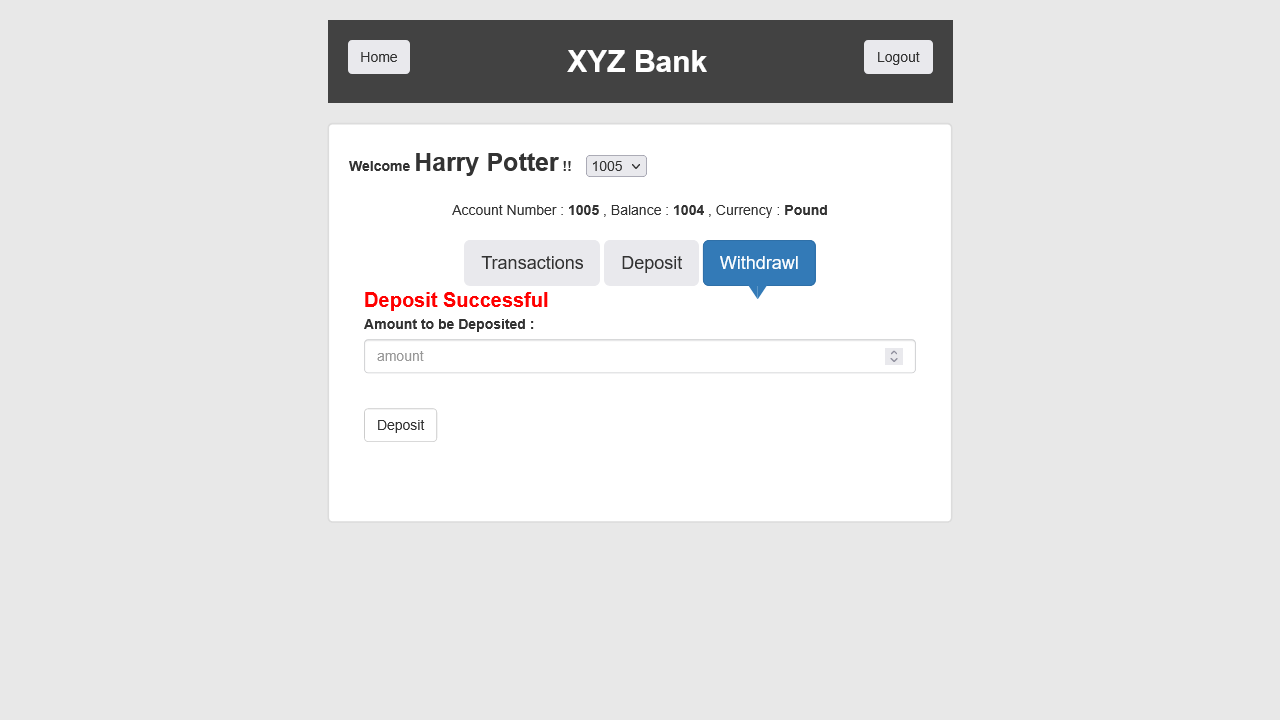 Home
XYZ Bank
Logout
Welcome Harry Potter !! 1005
Account Number : 1005 , Balance : 1004 , Currency : Pound
Transactions
Deposit
Withdrawl
Deposit Successful
Amount to be Deposited :
amount
Deposit